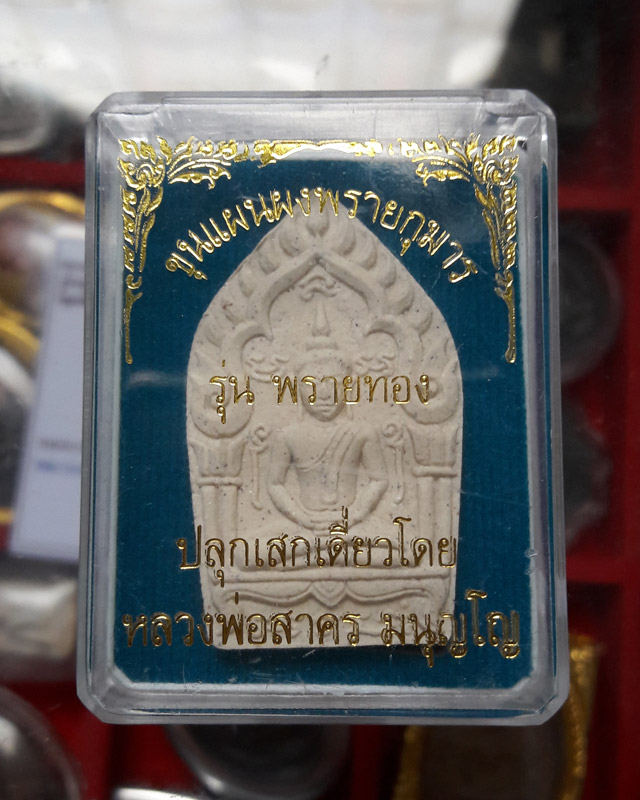 ขุนแผนผงพรายกุมาร
รุ่น พรายทอง
ปลุกเสกเดี่ยวโดย
หลวงพ่อสาคร มนุญโญ